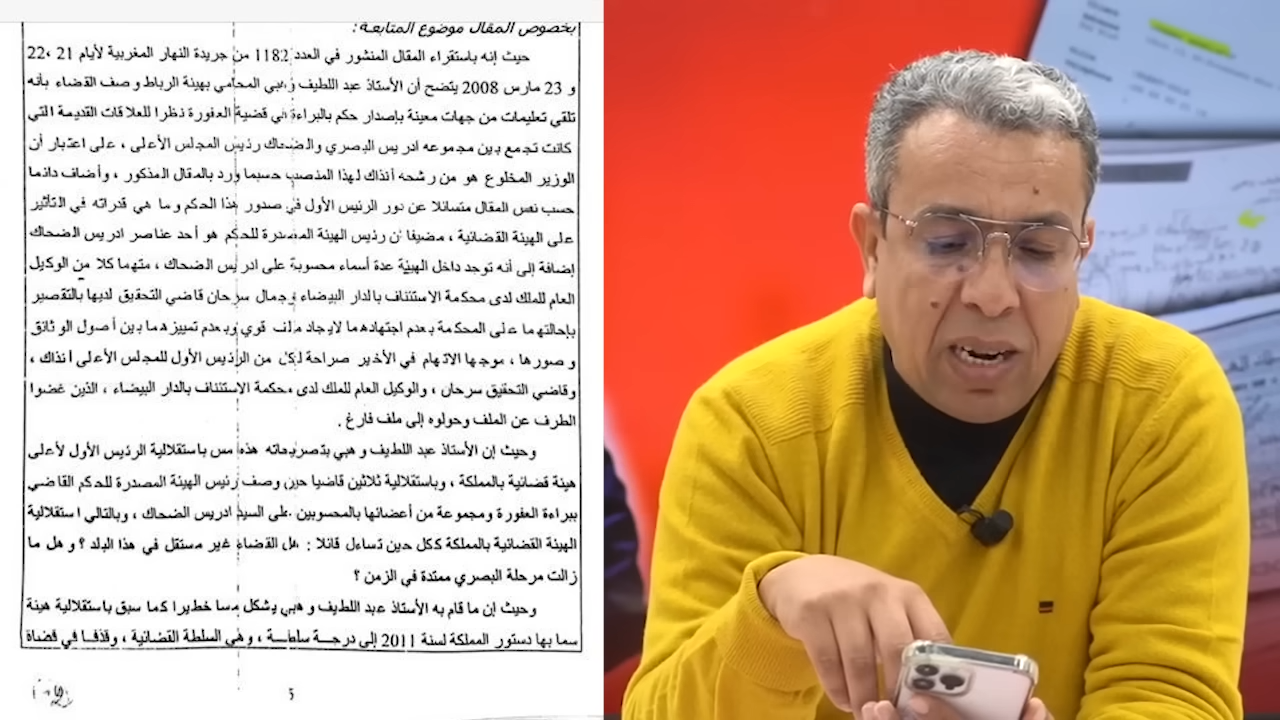 بخصوص المقال موضوع المتابعة:
حيث إنه باستقراء المقال المنشور في العدد 1182 من جريدة النهار المغربية لأيام 21، 22
و 23 مارس 2008 يتضح أن الأستاذ عبد اللطيف وهبي المحامي بهيئة الرباط وصف القضاء بأنه
تلقي تعليمات من جهات معينة بإصدار حكم بالبراءة في قضية العفورة نظرا للعلاقات القديمة التي
كانت تجمع بين مجموعه ادريس البصري والضحاك رئيس المجلس الأعلى ، على اعتبار أن
الوزير المخلوع هو من رشحه آنذاك لهذا المنصب حسبما ورد بالمقال المذكور ، وأضاف دائما
حسب نفس المقال متسائلا عن دور الرئيس الأول في صدور هذا الحكم وما هي قدراته في التأثير
على الهيئة القضائية ، مضيفا أن رئيس الهيئة المصدرة للحكم هو أحد عناصر ادريس الضحاك
إضافة إلى أنه توجد داخل الهيئة عدة أسماء محسوبة على ادريس الضحاك ، متهما كلا من الوكيل
العام للملك لدى محكمة الاستئناف بالدار البيضاء وجمال سرحان قاضي التحقيق لديها بالتقصير
بإحالتهما على المحكمة بعدم اجتهادهما لايجاد ملف قوي وبعدم تمييزهما بين أصول الوثائق
وصورها ، موجها الاتهام في الأخير صراحة لكل من الرئيس الأول للمجلس الأعلى أنذاك ،
وقاضي التحقيق سرحان ، والوكيل العام للملك لدى محكمة الاستئناف بالدار البيضاء ، الذين غضوا
الطرف عن الملف وحولوه إلى ملف فارغ .
وحيث إن الأستاذ عبد اللطيف وهبي بتصريحاته هذه مس باستقلالية الرئيس الأول لأعلى
هيئة قضائية بالمملكة ، وباستقلالية ثلاثين قاضيا حين وصف رئيس الهيئة المصدرة للحكم القاضي
ببراءة العفورة ومجموعة من أعضائها بالمحسوبين على السيد ادريس الضحاك ، وبالتالي استقلالية
الهيئة القضائية بالمملكة ككل حين تساءل قائلا : هل القضاء غير مستقل في هذا البلد ؟ وهل ما
زالت مرحلة البصري ممتدة في الزمن ؟
وحيث إن ما قام به الأستاذ عبد اللطيف وهبي يشكل مسا خطيرا كما سبق باستقلالية هيئة
سما بها دستور المملكة لسنة 2011 إلى درجة سلطة ، وهي السلطة القضائية ، وقذفا في قضاة
5